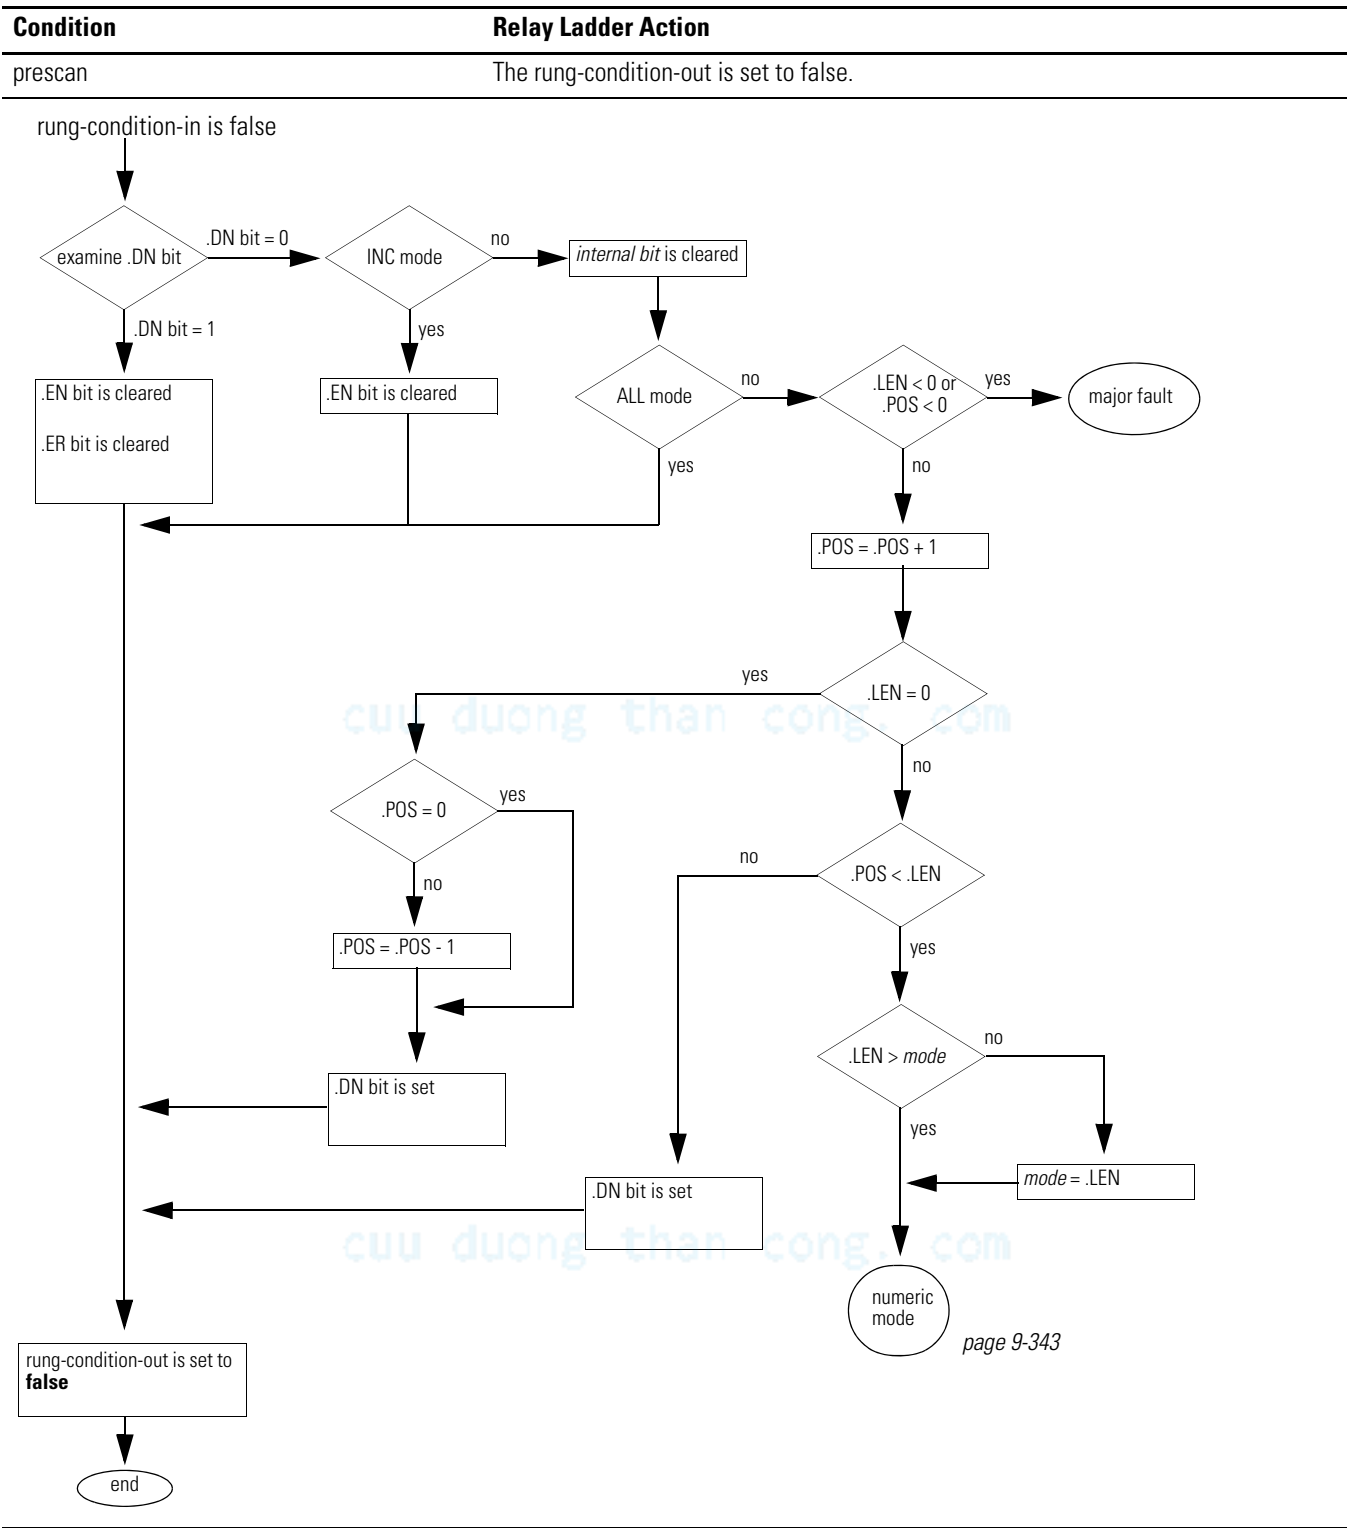 Condition Relay Ladder Action
prescan The rung-condition-out is set to false.
rung-condition-in is false
examine .DN bit
.DN bit = 0
INC mode
no
internal bit is cleared
.DN bit = 1
yes
.EN bit is cleared
.ER bit is cleared
.EN bit is cleared
ALL mode
no
yes
.LEN < 0 or
.POS < 0
yes
major fault
no
.POS = .POS + 1
.LEN = 0
yes
no
cuu duong than cong. com
.POS = 0
yes
no
.POS = .POS - 1
.DN bit is set
.POS < .LEN
no
yes
.LEN > mode
no
yes
mode = .LEN
.DN bit is set
cuu duong than cong. com
numeric
mode
page 9-343
rung-condition-out is set to
false
end